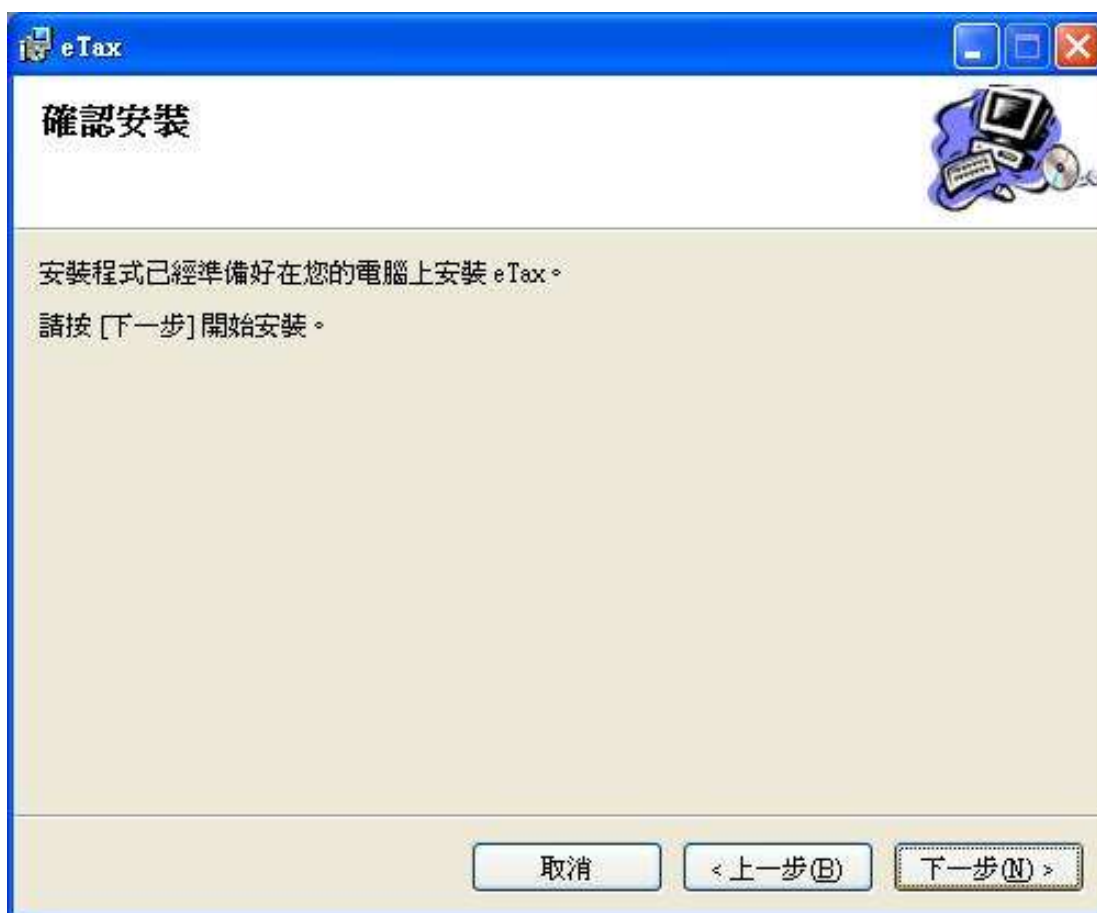 eTax
確認安裝
安裝程式已經準備好在您的電腦上安裝 eTax。
請按 [下一步] 開始安裝。
取消
<上一步(B)
下一步(N) >